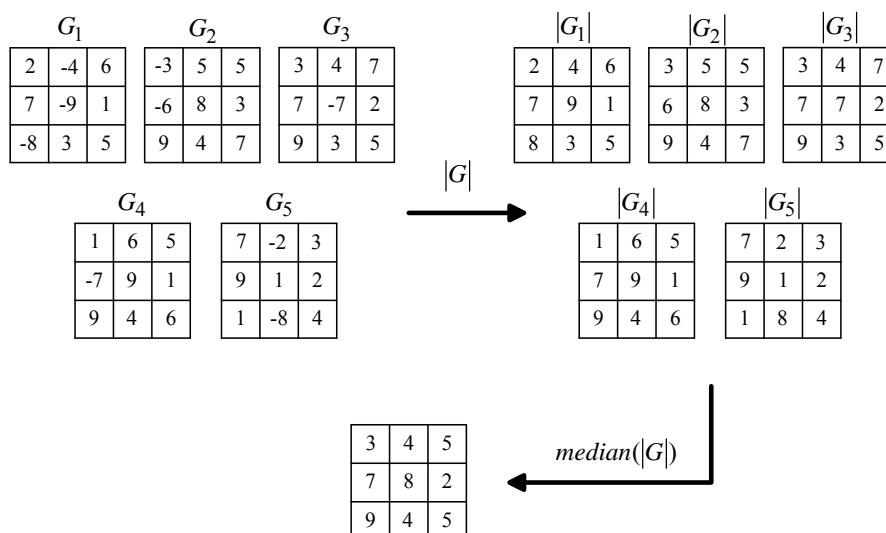 G1 G2 G3 |G1| |G2| |G3|
2 -4 6 -3 5 5 3 4 7 2 4 6 3 5 5 3 4 7
7 -9 1 -6 8 3 7 -7 2 7 9 1 6 8 3 7 7 2
-8 3 5 9 4 7 9 3 5 8 3 5 9 4 7 9 3 5
|G|
G4 G5 |G4| |G5|
1 6 5 7 -2 3 1 6 5 7 2 3
-7 9 1 9 1 2 7 9 1 9 1 2
9 4 6 1 -8 4 9 4 6 1 8 4
3 4 5
median(|G|)
7 8 2
9 4 5